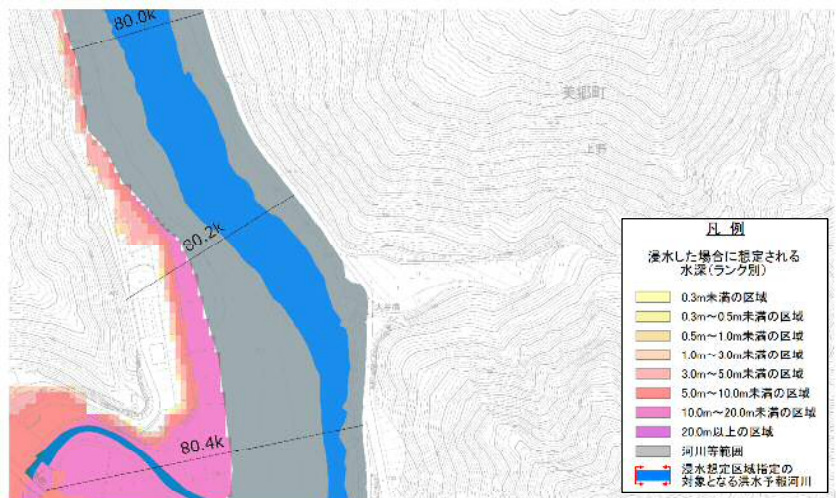 80.0k
美郷町
上野
80.2k
80.4k
凡 例
浸水した場合に想定される
水深(ランク別)
0.3m未満の区域
0.3m～0.5m未満の区域
0.5m～1.0m未満の区域
1.0m～3.0m未満の区域
3.0m～5.0m未満の区域
5.0m～10.0m未満の区域
10.0m～20.0m未満の区域
20.0m以上の区域
河川等範囲
浸水想定区域指定の
対象となる洪水予報河川